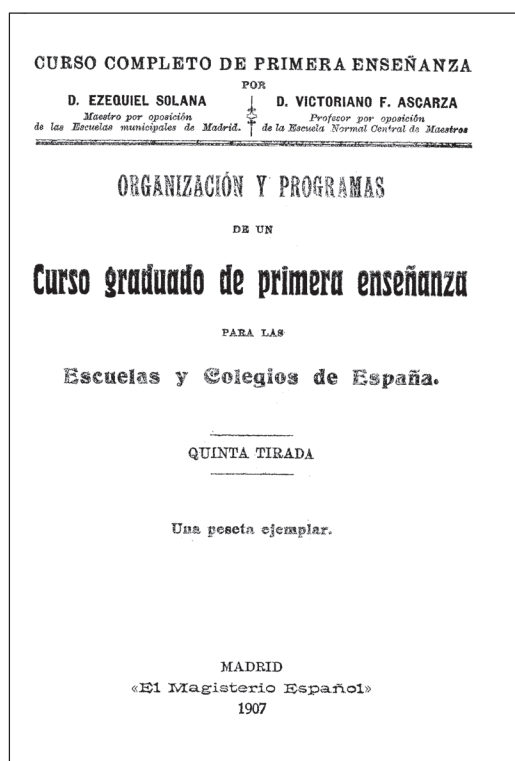 CURSO COMPLETO DE PRIMERA ENSEÑANZA
POR
D. EZEQUIEL SOLANA
Maestro por oposición
de las Escuelas municipales de Madrid.
D. VICTORIANO F. ASCARZA
Profesor por oposición
de la Escuela Normal Central de Maestros
ORGANIZACIÓN Y PROGRAMAS
DE UN
Curso graduado de primera enseñanza
PARA LAS
Escuelas y Colegios de España.
QUINTA TIRADA
Una peseta ejemplar.
MADRID
«El Magisterio Español»
1907